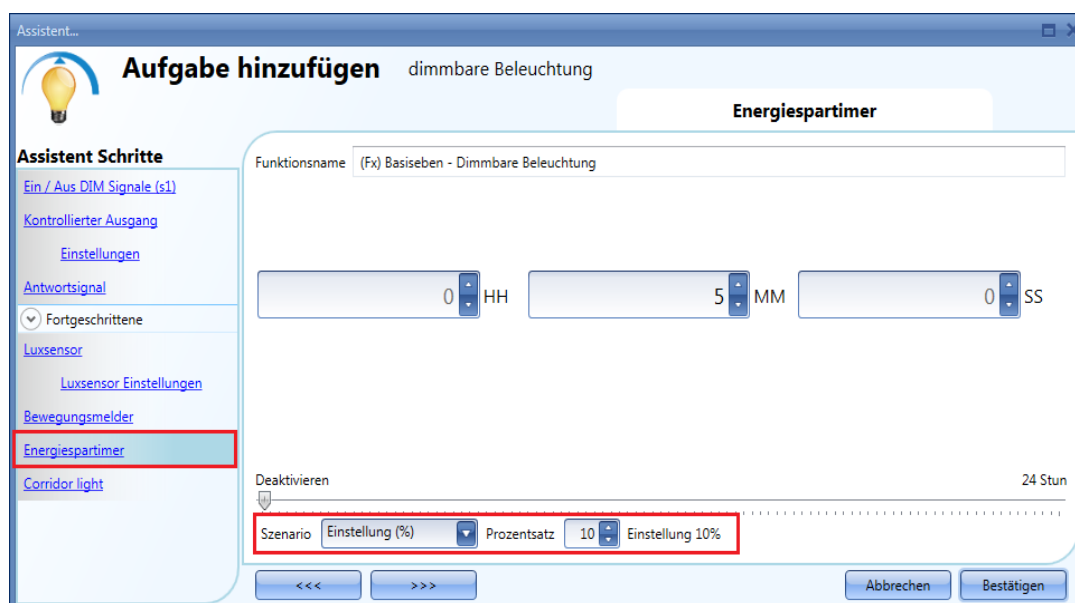 Assistent...
Aufgabe hinzufügen dimmbare Beleuchtung
Energiespartimer
Assistent Schritte
Ein / Aus DIM Signale (s1)
Kontrollierter Ausgang
Einstellungen
Antwortsignal
Fortgeschrittene
Luxsensor
Luxsensor Einstellungen
Bewegungsmelder
Energiespartimer
Corridor light
Funktionsname (Fx) Basiseben - Dimmbare Beleuchtung
0 HH 5 MM 0 SS
Deaktivieren 24 Stun
Szenario Einstellung (%) Prozentsatz 10 Einstellung 10%
<<< >>> Abbrechen Bestätigen